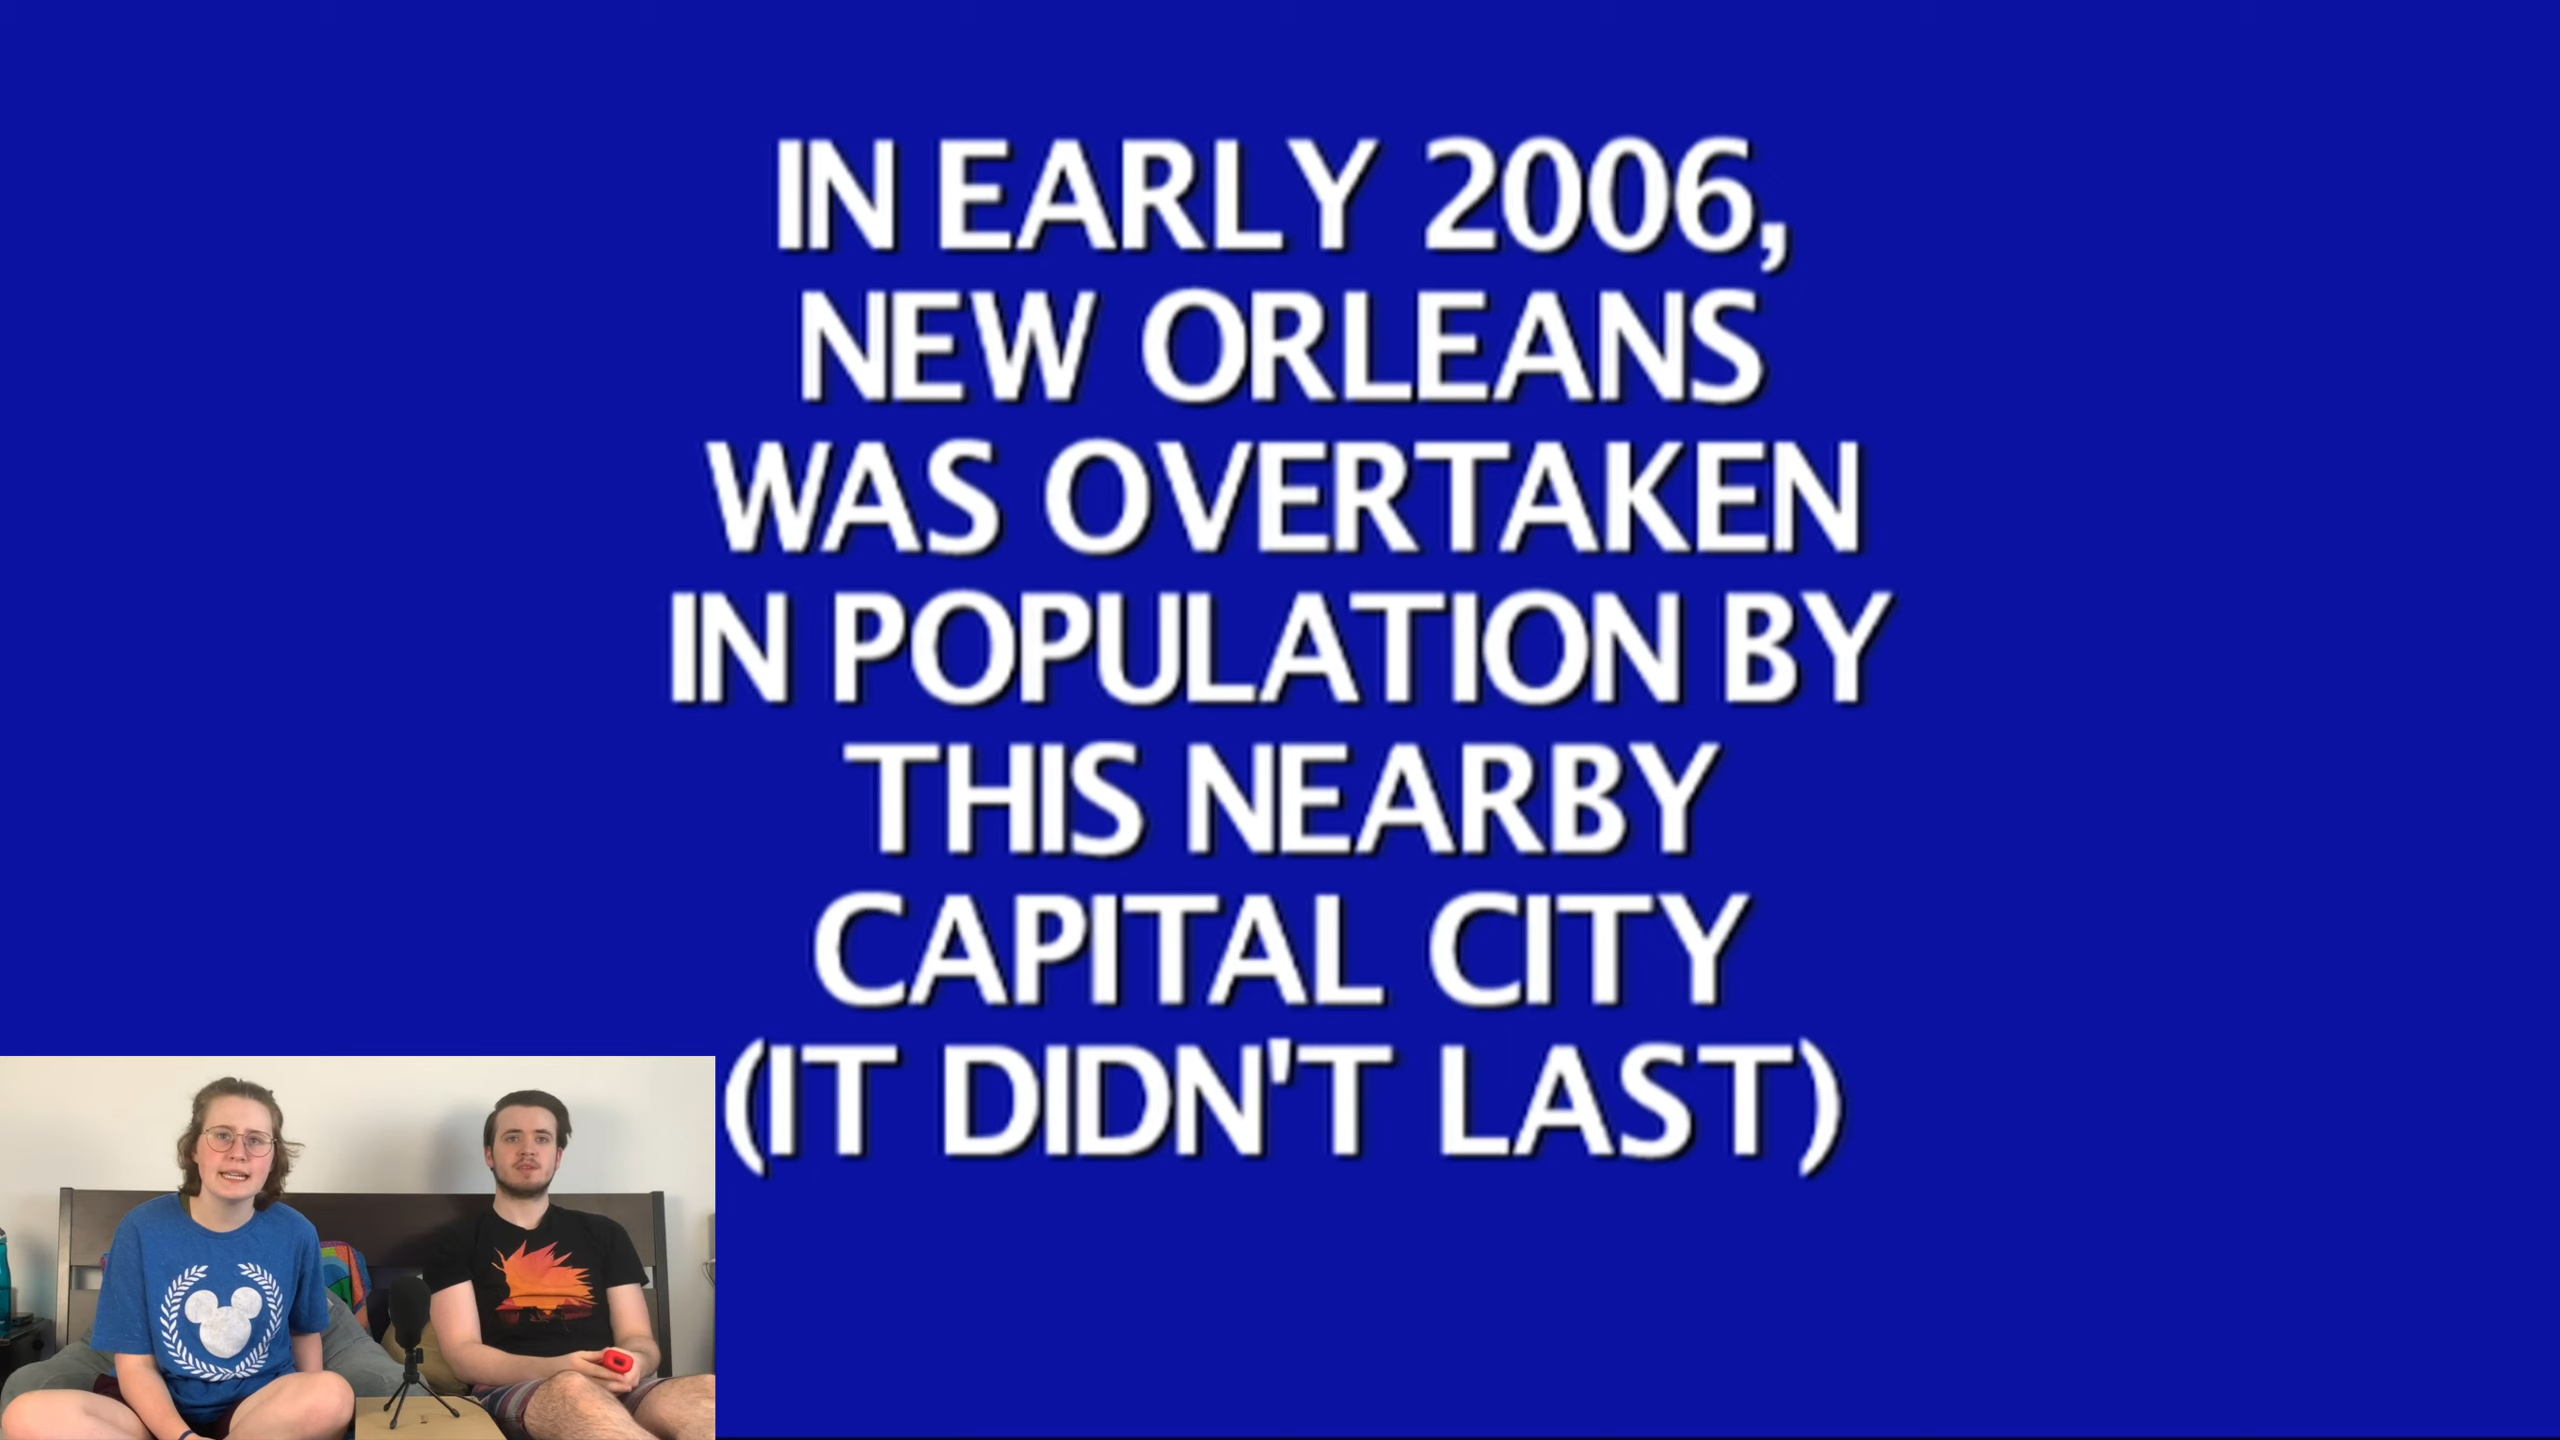 IN EARLY 2006,
NEW ORLEANS
WAS OVERTAKEN
IN POPULATION BY
THIS NEARBY
CAPITAL CITY
(IT DIDN'T LAST)